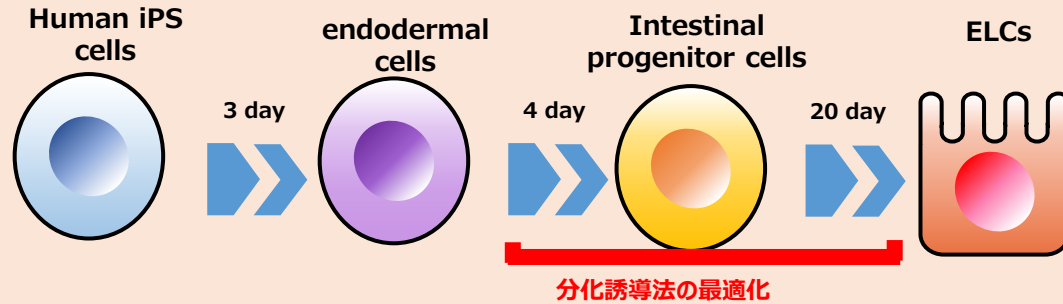 Human iPS
cells
3 day
endodermal
cells
4 day
Intestinal
progenitor cells
20 day
ELCs
分化誘導法の最適化